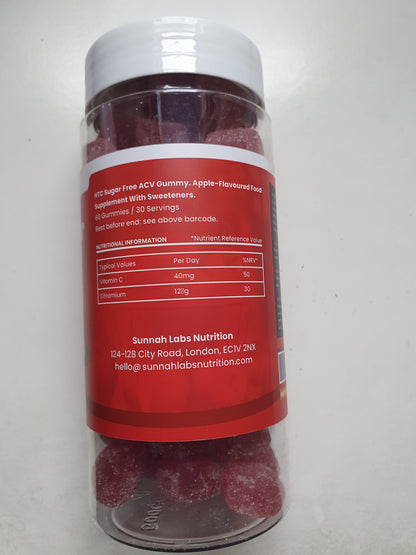 HTC Sugar Free ACV Gummy. Apple-Flavoured Food
Supplement With Sweeteners.
60 Gummies / 30 Servings
Best before end: see above barcode.
NUTRITIONAL INFORMATION *Nutrient Reference Value
Typical Values Per Day %NRV*
Vitamin C 40mg 50
Chromium 30
Sunnah Labs Nutrition
124-128 City Road, London, EC1V 2NX
hello@sunnahlabsnutrition.com